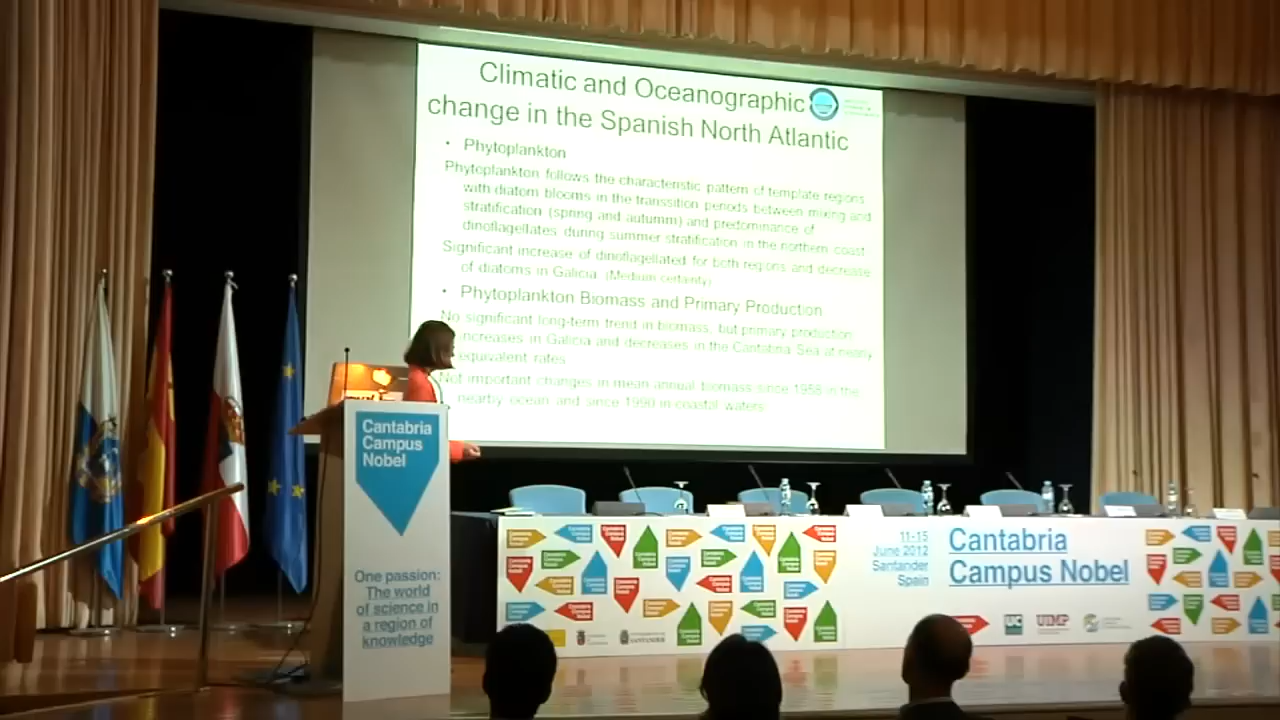 Climatic and Oceanographic
change in the Spanish North Atlantic
• Phytoplankton
Phytoplankton follows the characteristic pattern of template regions
with diatom blooms in the transsition periods between mixing and
stratification (spring and autumm) and predominance of
dinoflagellates during summer stratification in the northern coast
Significant increase of dinoflagellated for both regions and decrease
of diatoms in Galicia. (Medium certainty)
• Phytoplankton Biomass and Primary Production
No significant long-term trend in biomass, but primary production
increases in Galicia and decreases in the Cantabria Sea at nearly
equivalent rates
Not important changes in mean annual biomass since 1958 in the
nearby ocean and since 1990 in coastal waters
Cantabria
Campus
Nobel
One passion:
The world
of science in
a region of
knowledge
11-15
June 2012
Santander
Spain
Cantabria
Campus Nobel
UC
UIMP